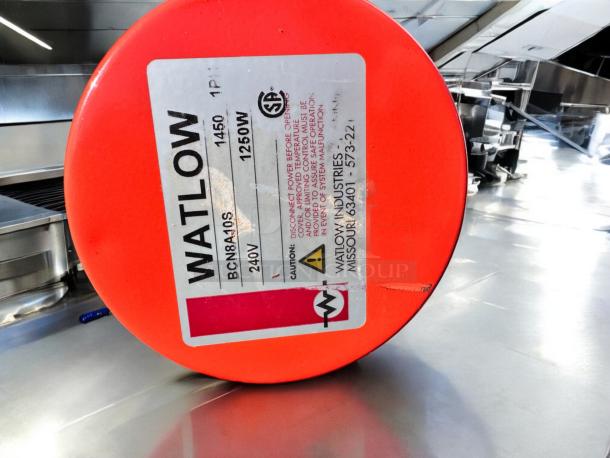 WATLOW
BCN8A10S 1450
240V 1250W
CAUTION: DISCONNECT POWER BEFORE OPENING
COVER. APPROVED TEMPERATURE
AND/OR LIMITING CONTROL MUST BE
PROVIDED TO ASSURE SAFE OPERATION
IN EVENT OF SYSTEM MALFUNCTION
WATLOW INDUSTRIES -
MISSOURI 63401 - 573-221
GROUP